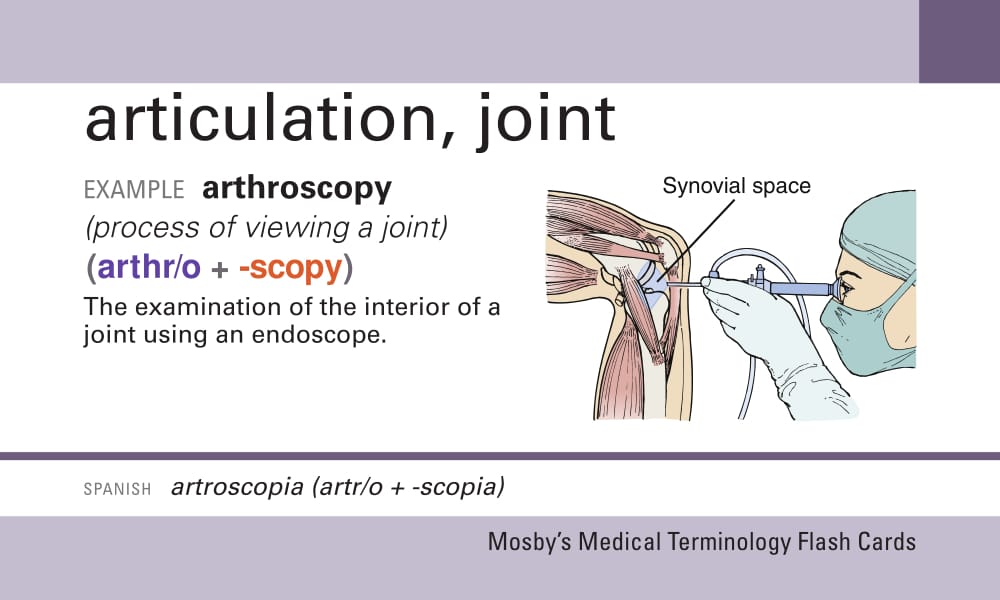 articulation, joint
EXAMPLE arthroscopy
(process of viewing a joint)
(arthr/o + -scopy)
The examination of the interior of a
joint using an endoscope.
Synovial space
SPANISH artroscopia (artr/o + -scopia)
Mosby’s Medical Terminology Flash Cards